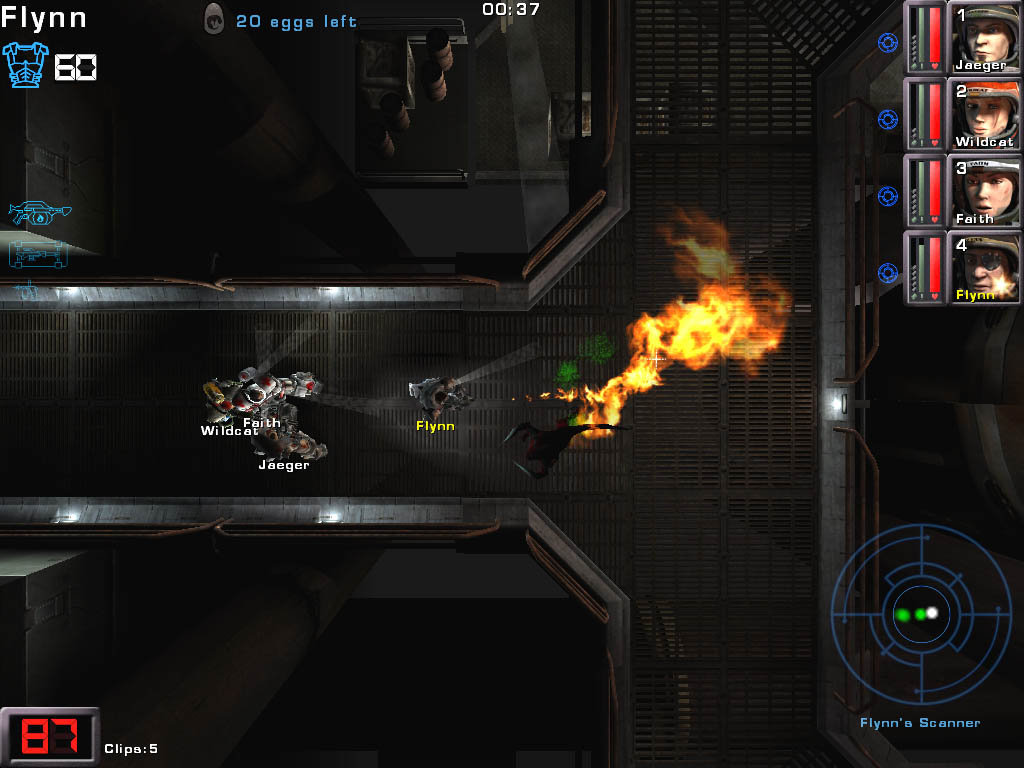 Flynn
20 eggs left
00:37
60
1
Jaeger
2
Wildcat
3
Faith
4
Flynn
Faith
Wildcat
Jaeger
Flynn
87
Clips:5
Flynn's Scanner